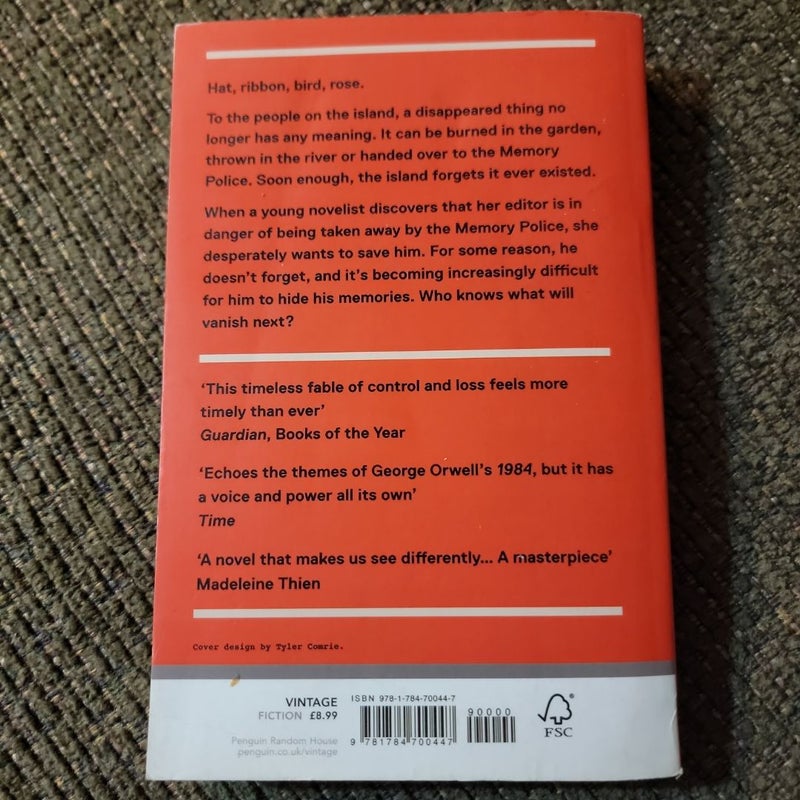 Hat, ribbon, bird, rose.
To the people on the island, a disappeared thing no
longer has any meaning. It can be burned in the garden,
thrown in the river or handed over to the Memory
Police. Soon enough, the island forgets it ever existed.
When a young novelist discovers that her editor is in
danger of being taken away by the Memory Police, she
desperately wants to save him. For some reason, he
doesn't forget, and it's becoming increasingly difficult
for him to hide his memories. Who knows what will
vanish next?
‘This timeless fable of control and loss feels more
timely than ever’
Guardian, Books of the Year
‘Echoes the themes of George Orwell's 1984, but it has
a voice and power all its own’
Time
‘A novel that makes us see differently... A masterpiece’
Madeleine Thien
Cover design by Tyler Comrie.
VINTAGE
FICTION £8.99
Penguin Random House
penguin.co.uk/vintage
ISBN 978-1-784-70044-7
90000
9 781784 700447
FSC®